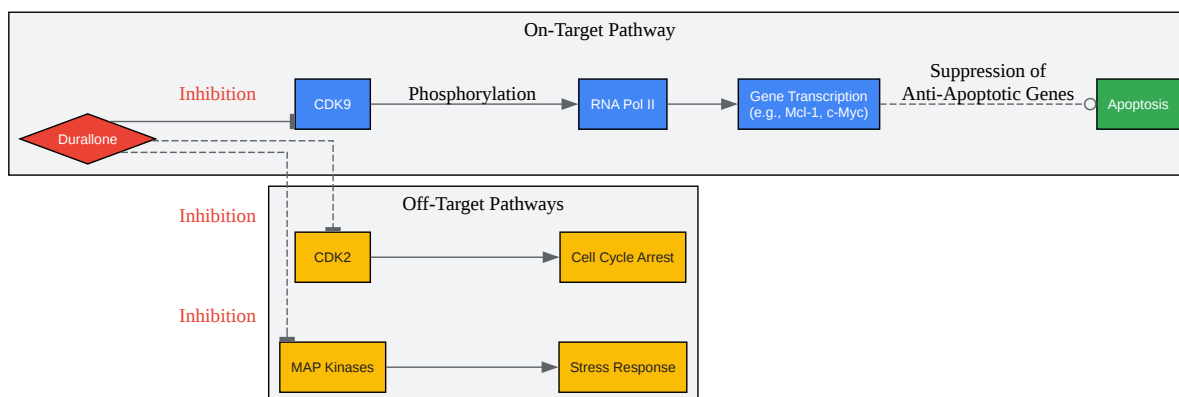 On-Target Pathway
Inhibition
CDK9
Phosphorylation
RNA Pol II
Gene Transcription
(e.g., Mcl-1, c-Myc)
Suppression of
Anti-Apoptotic Genes
Apoptosis
Durallone
Off-Target Pathways
Inhibition
CDK2
Cell Cycle Arrest
Inhibition
MAP Kinases
Stress Response